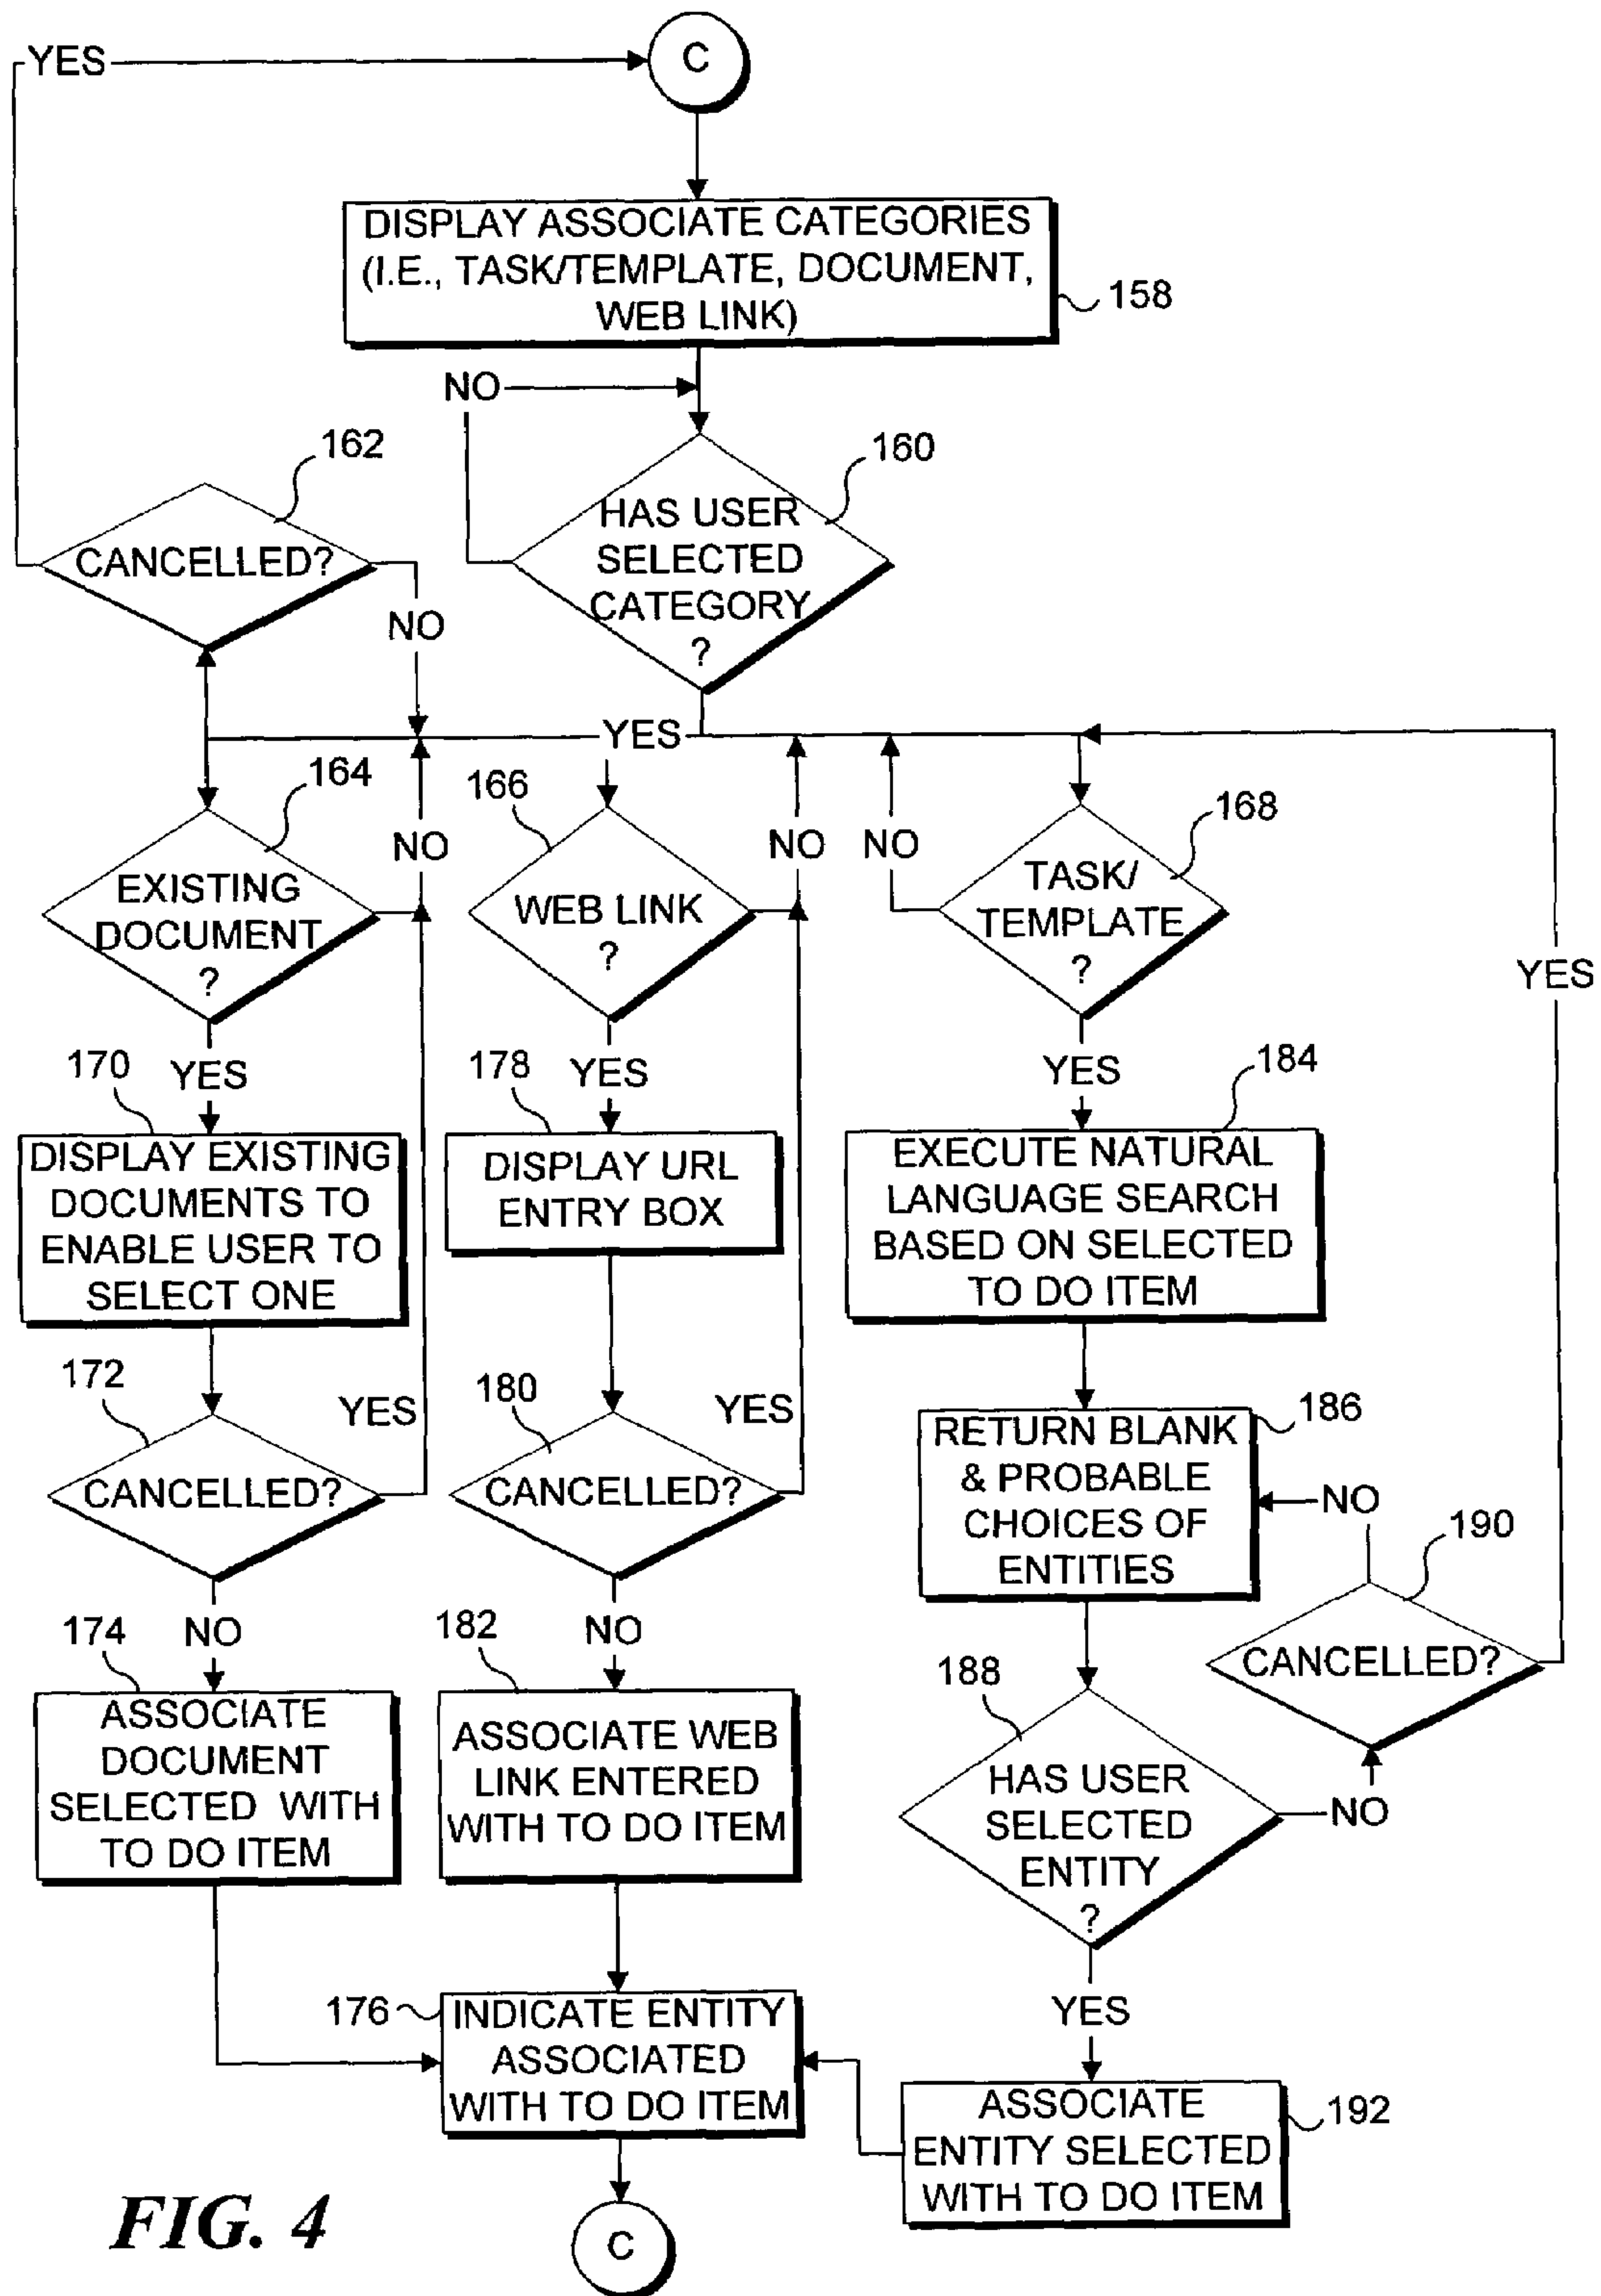 YES
C
DISPLAY ASSOCIATE CATEGORIES
(I.E., TASK/TEMPLATE, DOCUMENT,
WEB LINK)
158
NO
162
160
CANCELLED?
NO
HAS USER
SELECTED
CATEGORY
?
YES
164
166
168
NO
NO
NO
EXISTING
DOCUMENT
?
WEB LINK
?
TASK/
TEMPLATE
?
YES
170
YES
178
YES
YES
184
DISPLAY EXISTING
DOCUMENTS TO
ENABLE USER TO
SELECT ONE
DISPLAY URL
ENTRY BOX
EXECUTE NATURAL
LANGUAGE SEARCH
BASED ON SELECTED
TO DO ITEM
172
YES
180
YES
186
CANCELLED?
CANCELLED?
RETURN BLANK
& PROBABLE
CHOICES OF
ENTITIES
NO
190
174
NO
182
NO
188
CANCELLED?
ASSOCIATE
DOCUMENT
SELECTED WITH
TO DO ITEM
ASSOCIATE WEB
LINK ENTERED
WITH TO DO ITEM
HAS USER
SELECTED
ENTITY
?
NO
176
INDICATE ENTITY
ASSOCIATED
WITH TO DO ITEM
YES
ASSOCIATE
ENTITY SELECTED
WITH TO DO ITEM
192
FIG. 4
C